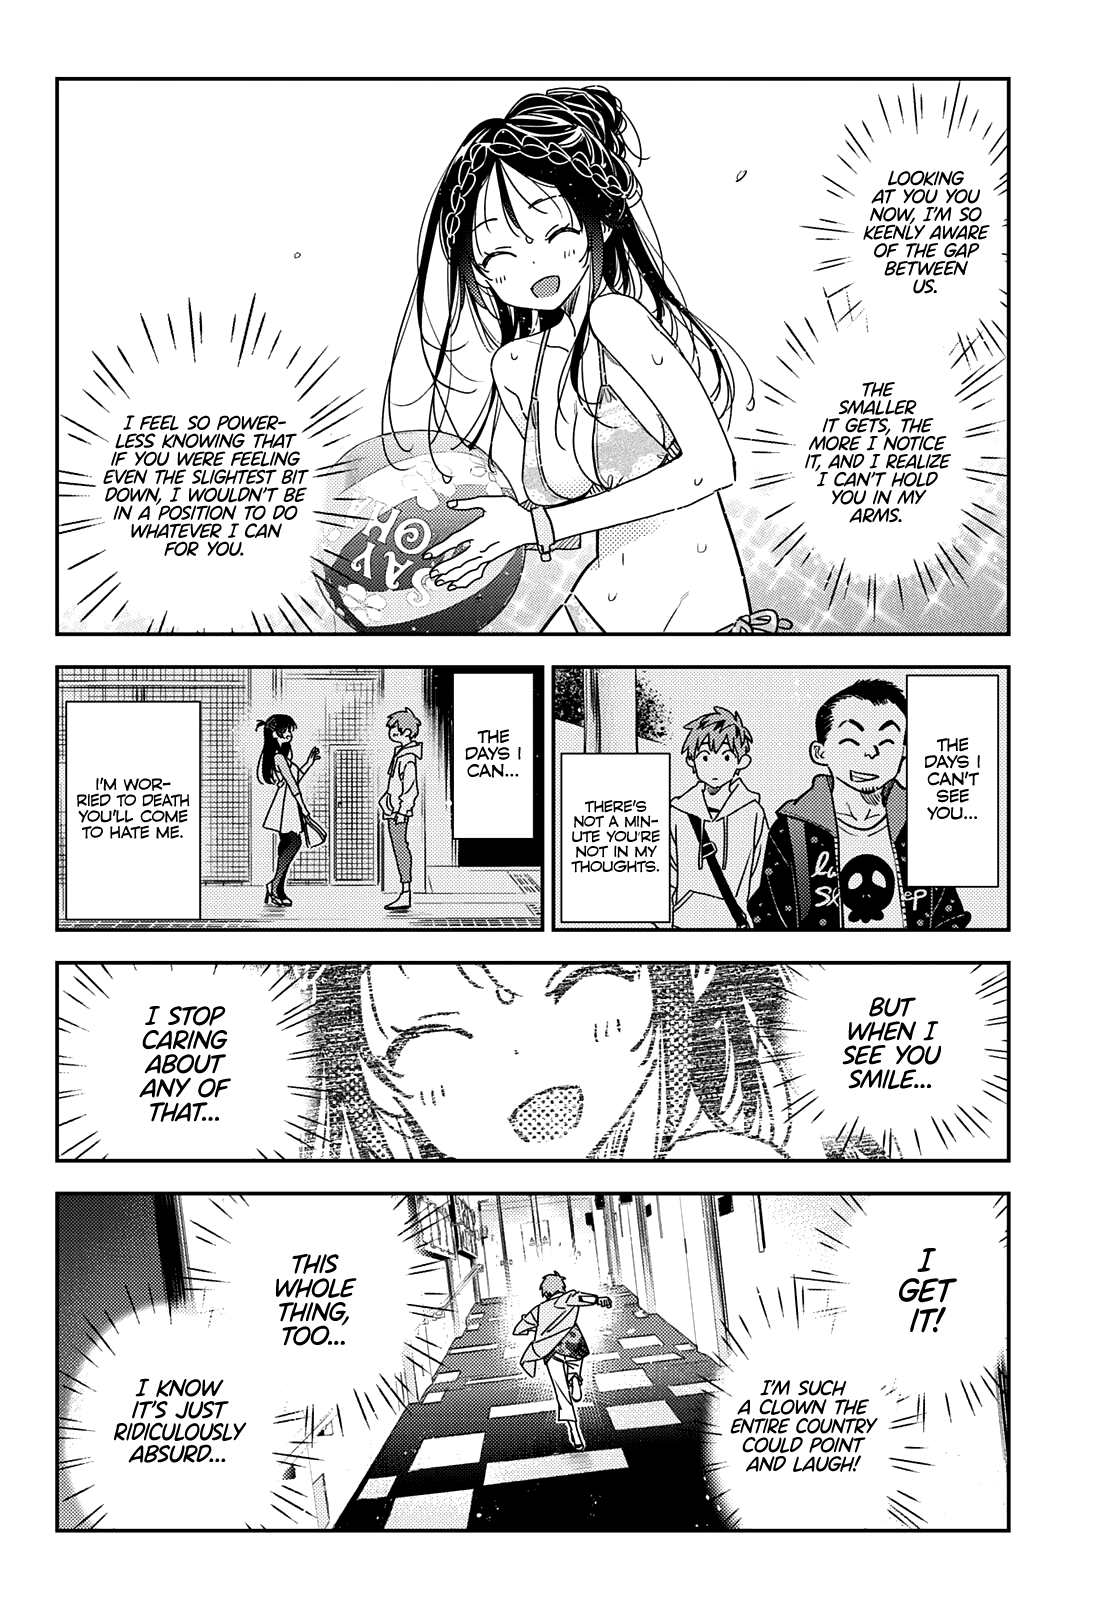 LOOKING
AT YOU YOU
NOW, I'M SO
KEENLY AWARE
OF THE GAP
BETWEEN
US.
THE
SMALLER
IT GETS, THE
MORE I NOTICE
IT, AND I REALIZE
I CAN'T HOLD
YOU IN MY
ARMS.
I FEEL SO POWER-
LESS KNOWING THAT
IF YOU WERE FEELING
EVEN THE SLIGHTEST BIT
DOWN, I WOULDN'T BE
IN A POSITION TO DO
WHATEVER I CAN
FOR YOU.
THE
DAYS I
CAN'T
SEE
YOU...
THERE'S
NOT A MIN-
UTE YOU'RE
NOT IN MY
THOUGHTS.
THE
DAYS I
CAN...
I'M WOR-
RIED TO DEATH
YOU'LL COME
TO HATE ME.
BUT
WHEN I
SEE YOU
SMILE...
I STOP
CARING
ABOUT
ANY OF
THAT...
I
GET
IT!
I'M SUCH
A CLOWN THE
ENTIRE COUNTRY
COULD POINT
AND LAUGH!
THIS
WHOLE
THING,
TOO...
I KNOW
IT'S JUST
RIDICULOUSLY
ABSURD...